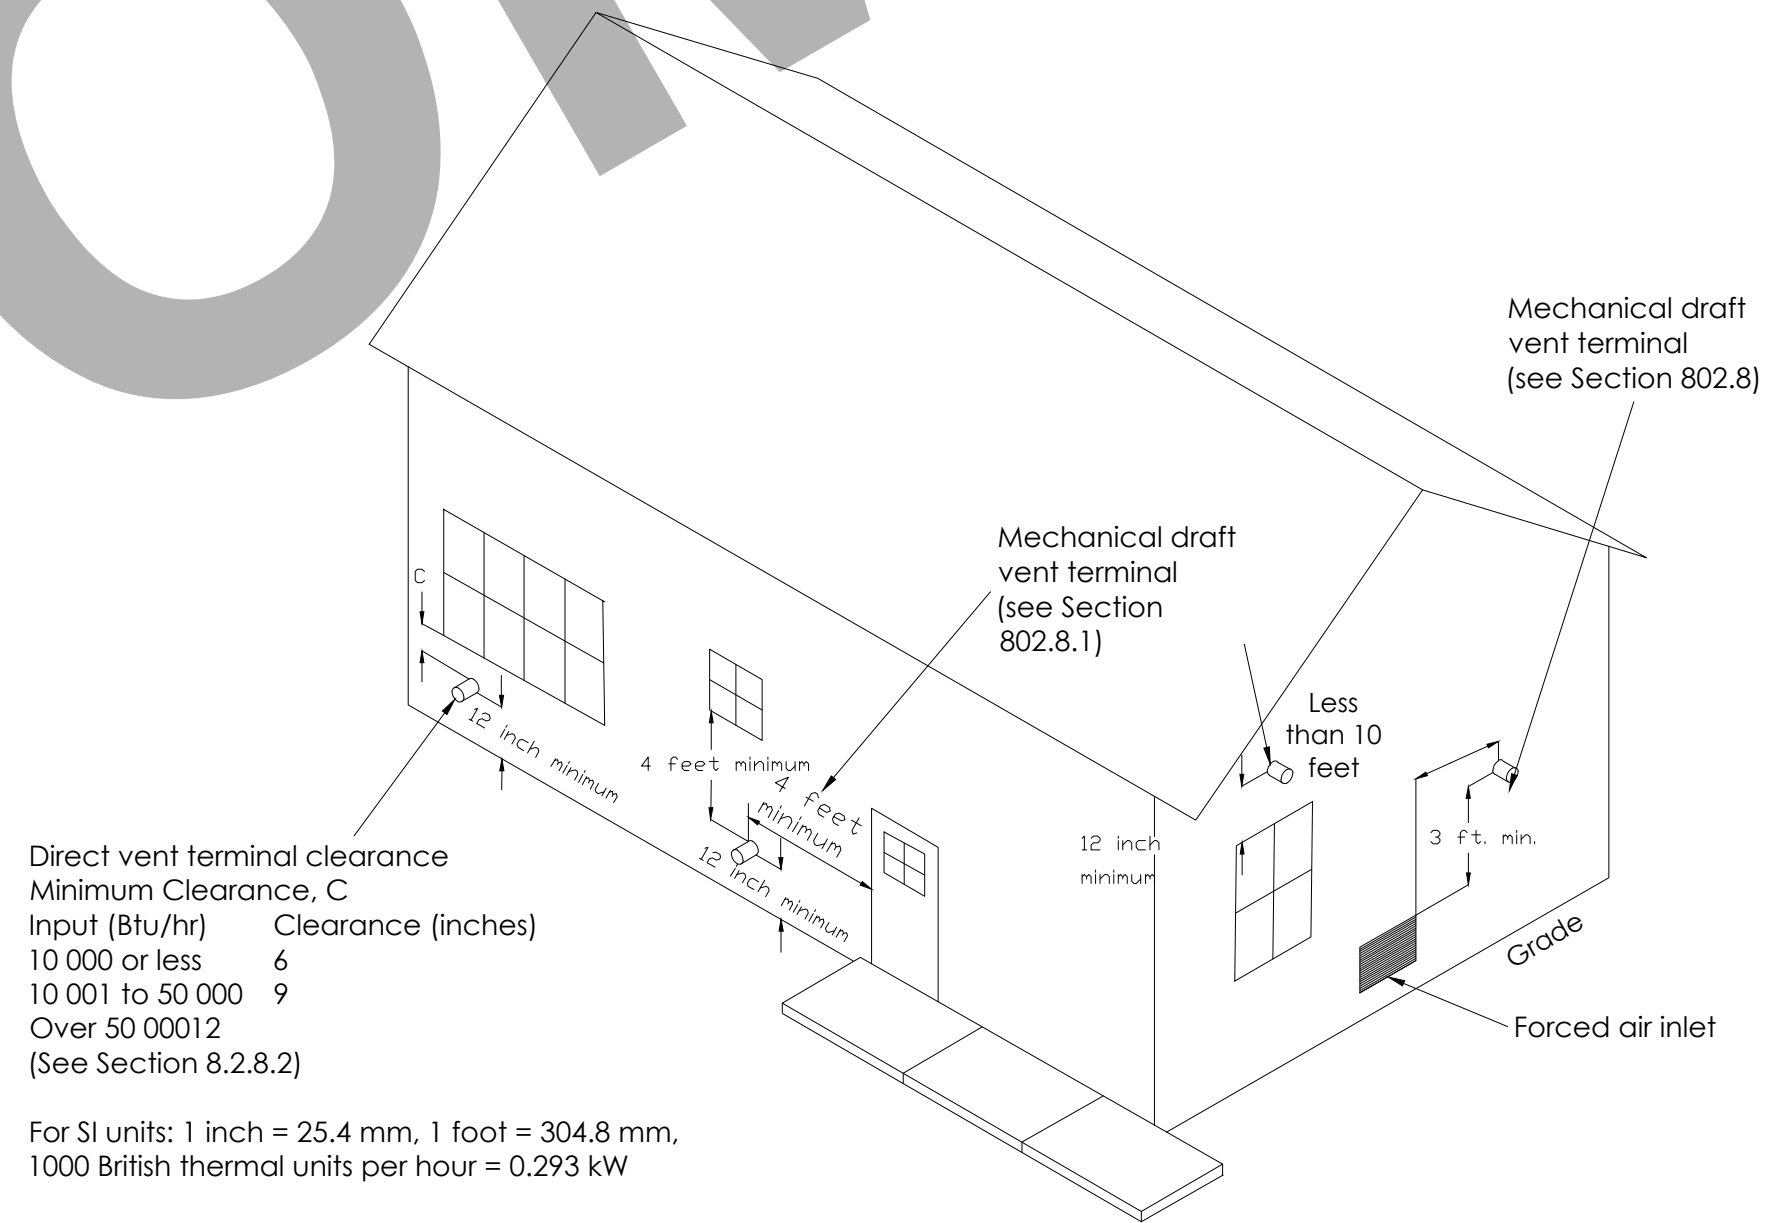 Mechanical draft
vent terminal
(see Section 802.8)
Mechanical draft
vent terminal
(see Section
802.8.1)
C
Less
than 10
feet
12 inch minimum
4 feet minimum
4 feet
minimum
12 inch minimum
12 inch
minimum
3 ft. min.
Grade
Forced air inlet
Direct vent terminal clearance
Minimum Clearance, C
Input (Btu/hr) Clearance (inches)
10 000 or less 6
10 001 to 50 000 9
Over 50 00012
(See Section 8.2.8.2)
For SI units: 1 inch = 25.4 mm, 1 foot = 304.8 mm,
1000 British thermal units per hour = 0.293 kW